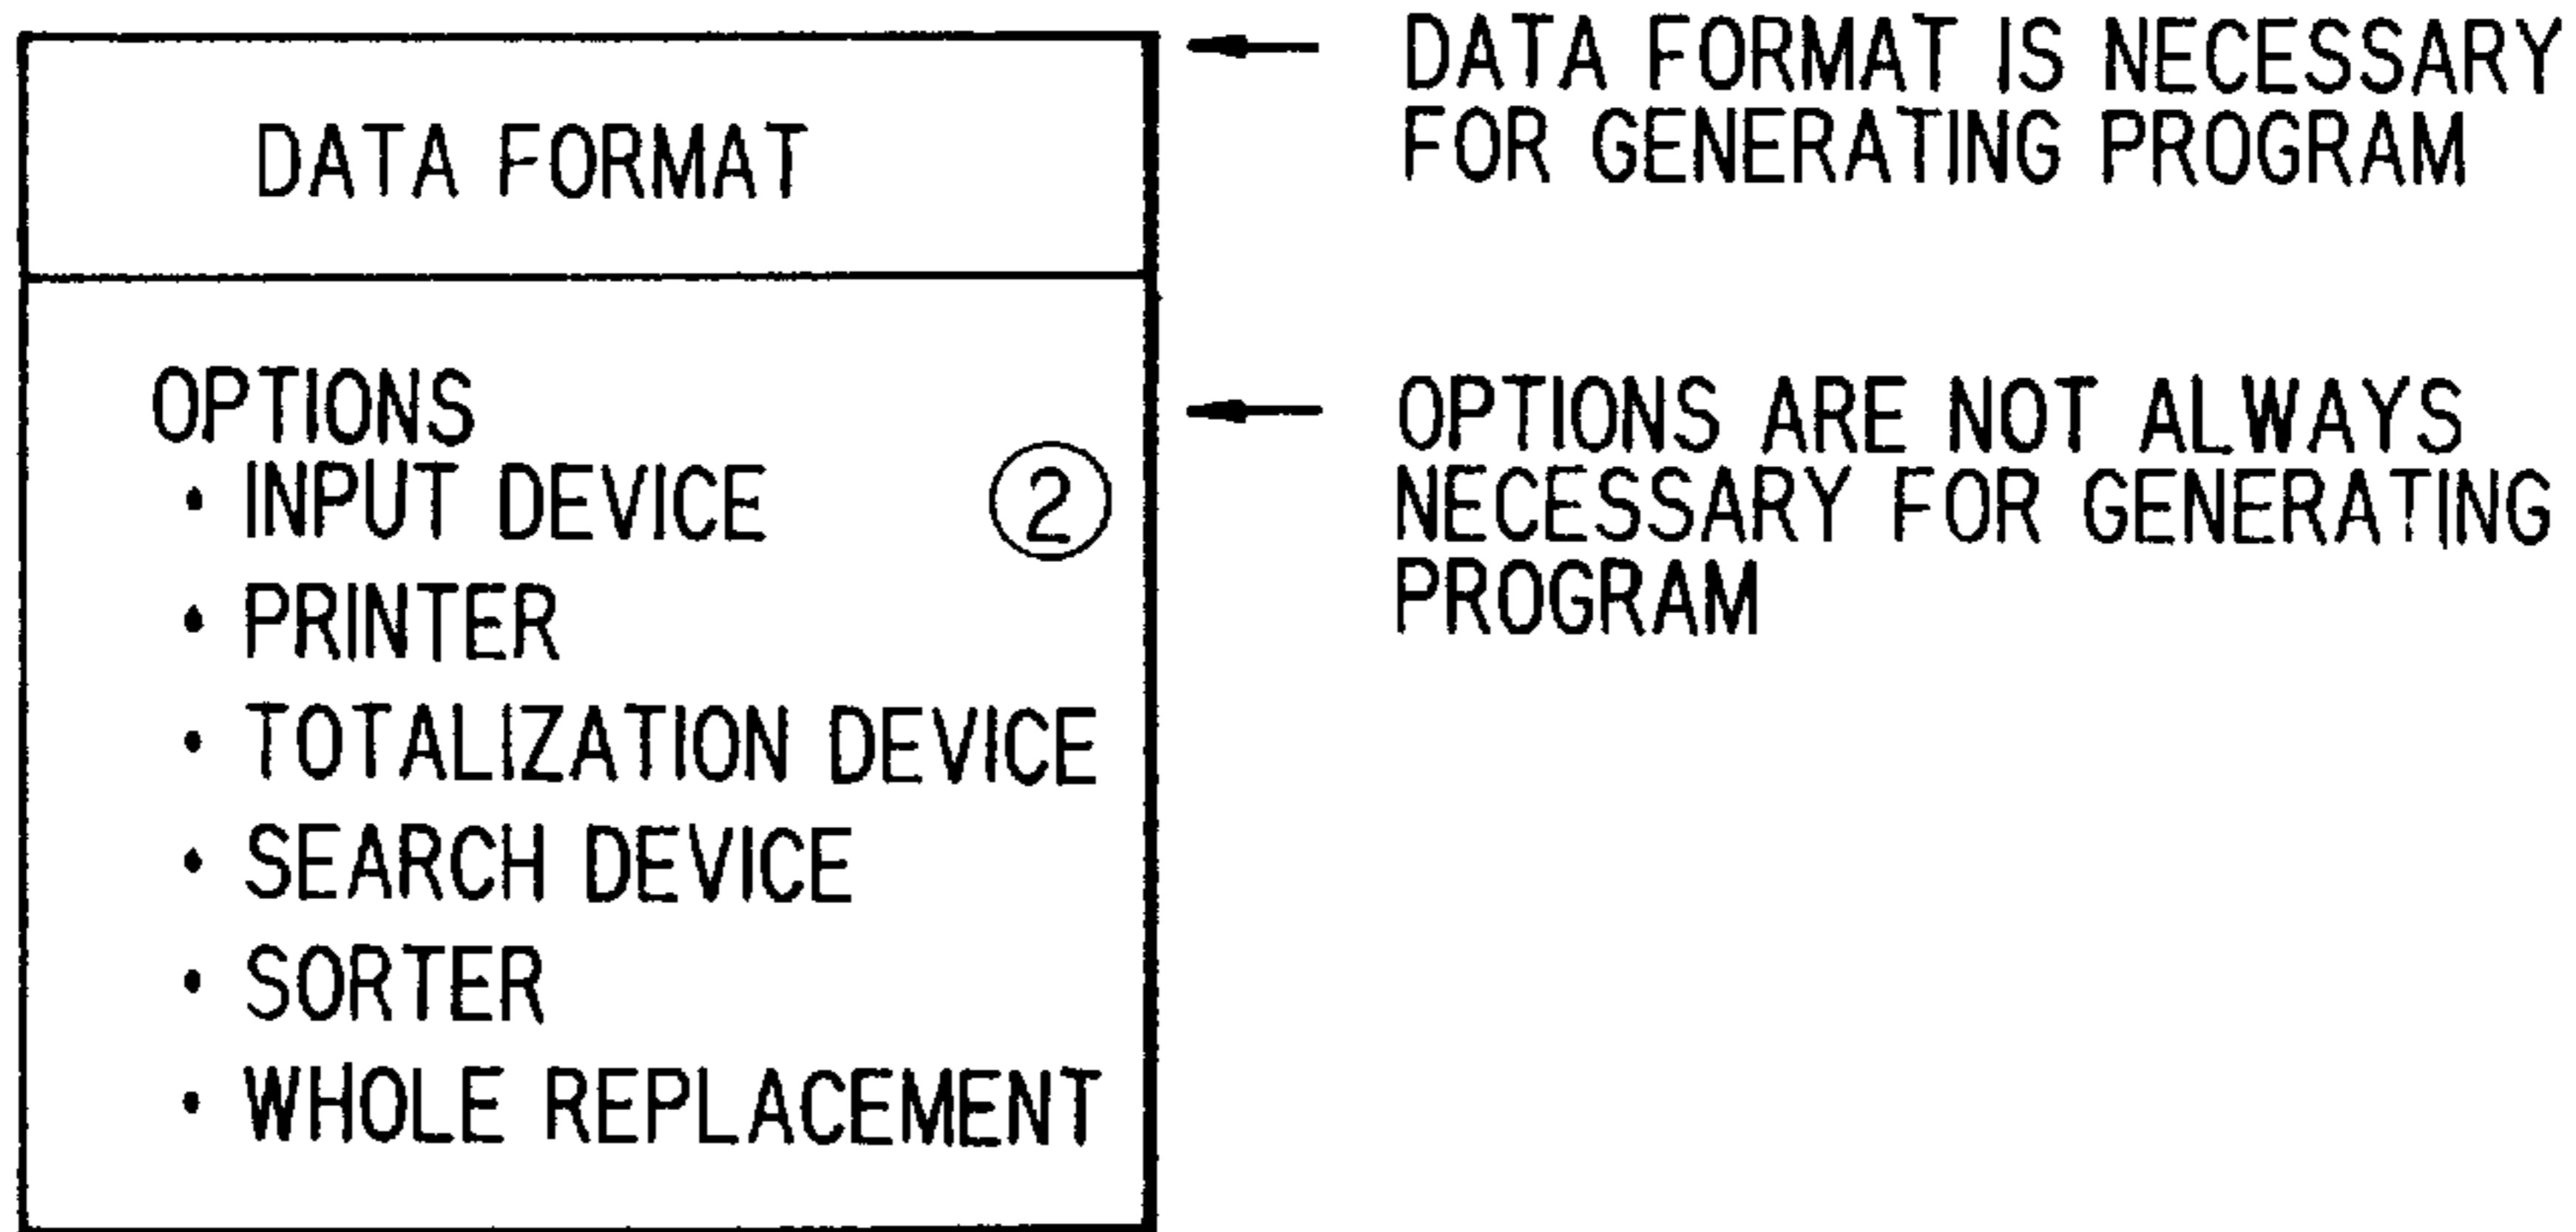 DATA FORMAT
DATA FORMAT IS NECESSARY
FOR GENERATING PROGRAM
OPTIONS
• INPUT DEVICE ②
• PRINTER
• TOTALIZATION DEVICE
• SEARCH DEVICE
• SORTER
• WHOLE REPLACEMENT
OPTIONS ARE NOT ALWAYS
NECESSARY FOR GENERATING
PROGRAM